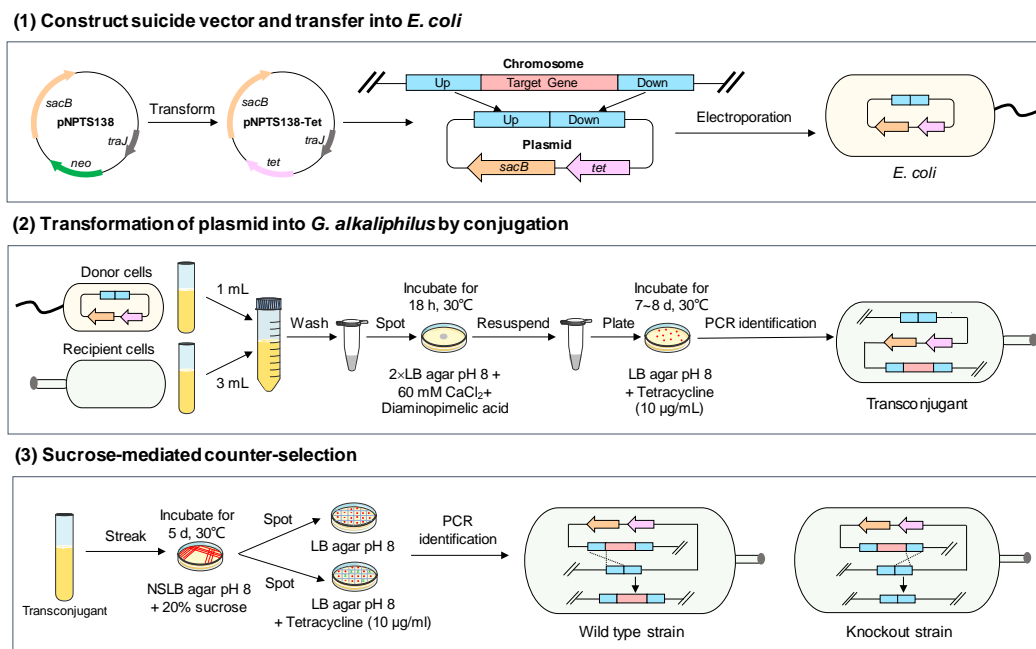 (1) Construct suicide vector and transfer into E. coli
sacB
pNPTS138
traJ
neo
Transform
sacB
pNPTS138-Tet
traJ
tet
Chromosome
Up Target Gene Down
Up Down
Plasmid
sacB tet
Electroporation
E. coli
(2) Transformation of plasmid into G. alkaliphilus by conjugation
Donor cells
Recipient cells
1 mL
3 mL
Wash
Spot
Incubate for
18 h, 30℃
2×LB agar pH 8 +
60 mM CaCl₂+
Diaminopimelic acid
Resuspend
Plate
Incubate for
7~8 d, 30℃
LB agar pH 8
+ Tetracycline
(10 µg/mL)
PCR identification
Transconjugant
(3) Sucrose-mediated counter-selection
Transconjugant
Streak
Incubate for
5 d, 30℃
NSLB agar pH 8
+ 20% sucrose
Spot
Spot
LB agar pH 8
LB agar pH 8
+ Tetracycline (10 µg/ml)
PCR
identification
Wild type strain
Knockout strain